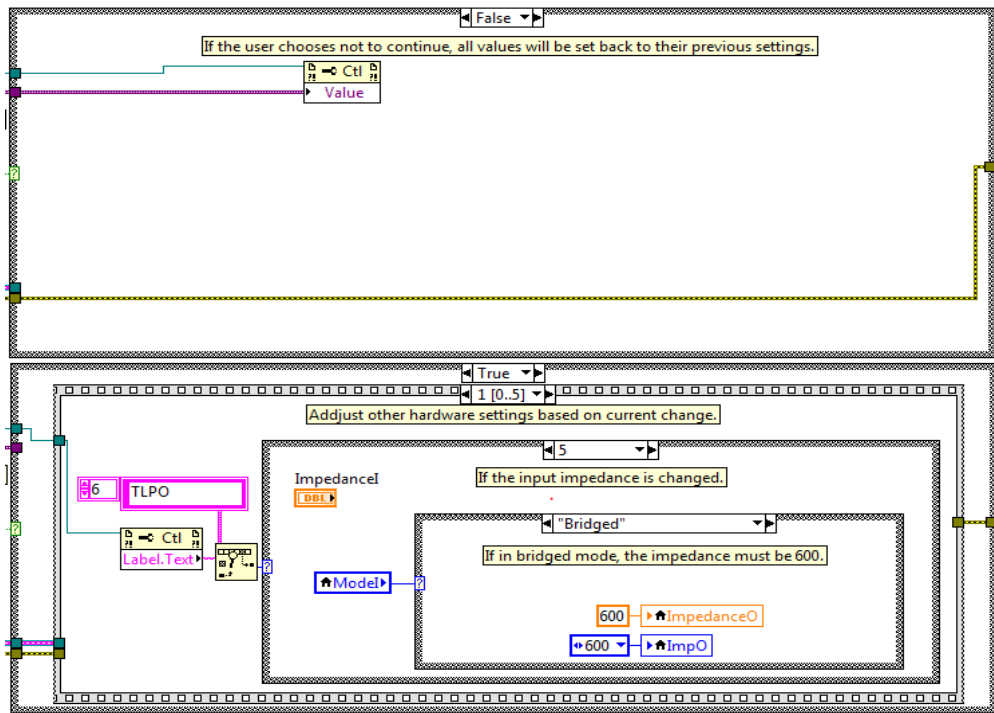 False
If the user chooses not to continue, all values will be set back to their previous settings.
?! Ctl ?!
Value
?
True
1 [0..5]
Addjust other hardware settings based on current change.
5
If the input impedance is changed.
6 TLPO
ImpedanceI
DBL
"Bridged"
?! Ctl ?!
Label.Text
?
If in bridged mode, the impedance must be 600.
?
ModeI
?
600 ImpedanceO
600 ImpO